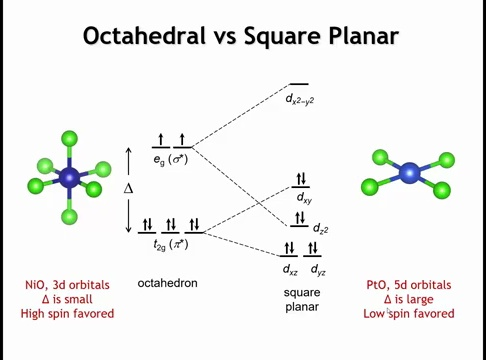 Octahedral vs Square Planar
dx2−y2
eg (σ*)
Δ
dxy
dz2
t2g (π*)
dxz dyz
octahedron
square
planar
NiO, 3d orbitals
Δ is small
High spin favored
PtO, 5d orbitals
Δ is large
Low spin favored